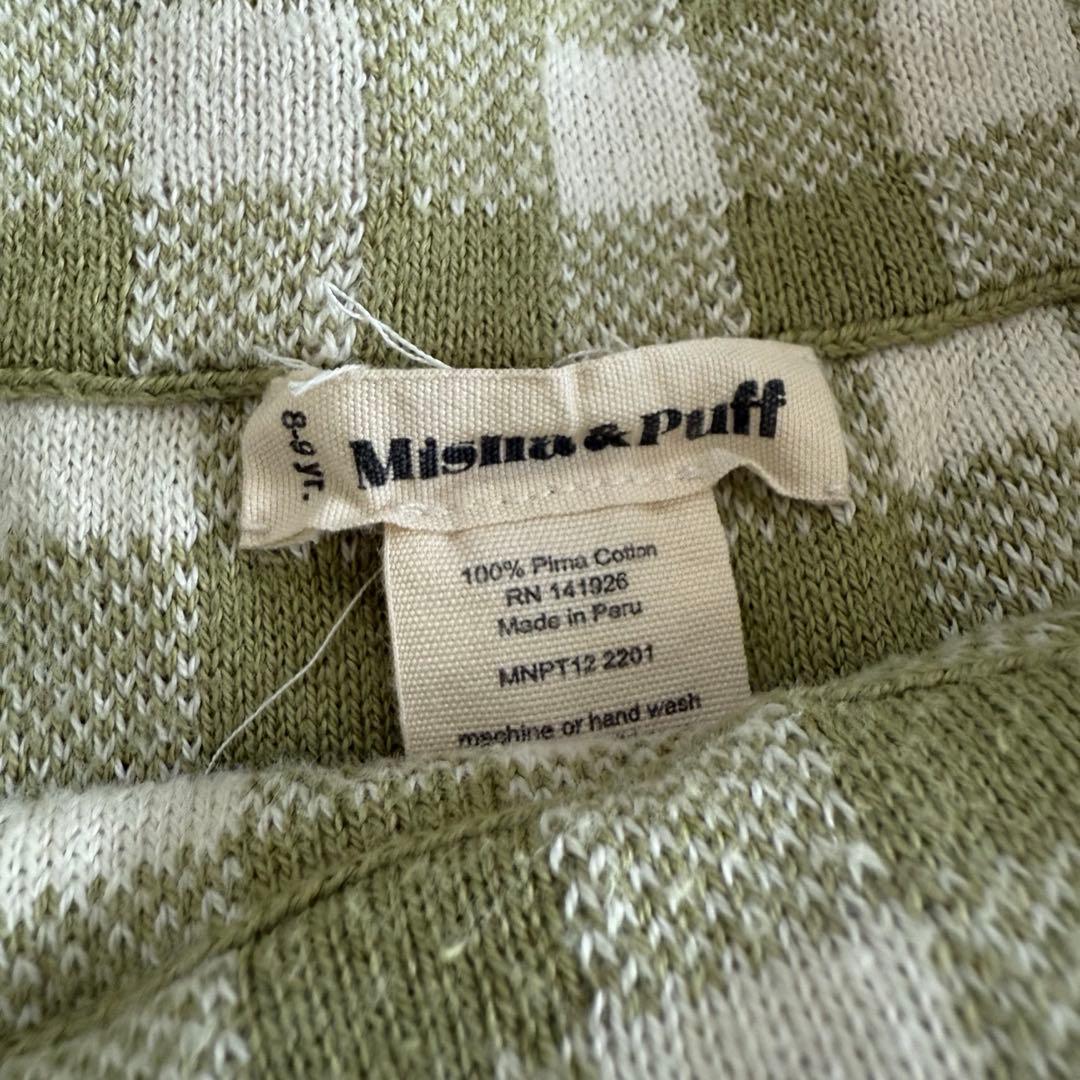 8-9 yr.
Misha & Puff
100% Pima Cotton
RN 141926
Made in Peru
MNPT12 2201
machine or hand wash